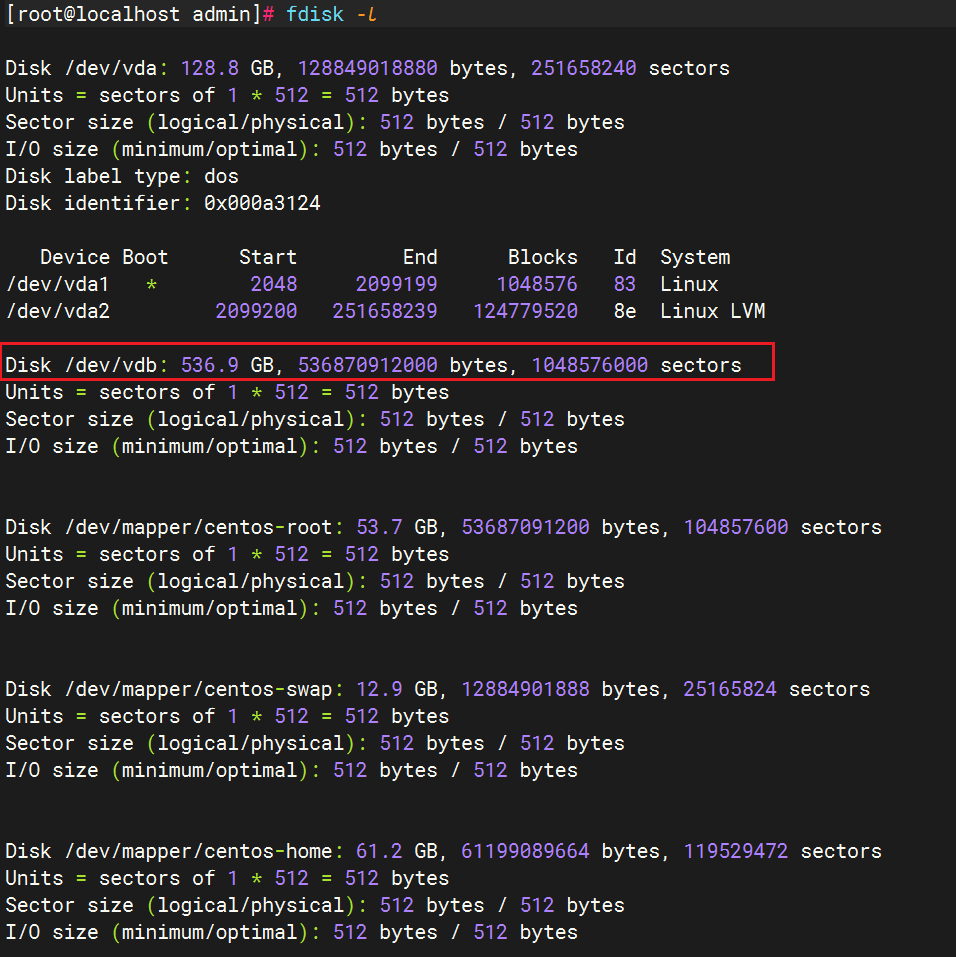 [root@localhost admin]# fdisk -l
Disk /dev/vda: 128.8 GB, 128849018880 bytes, 251658240 sectors
Units = sectors of 1 * 512 = 512 bytes
Sector size (logical/physical): 512 bytes / 512 bytes
I/O size (minimum/optimal): 512 bytes / 512 bytes
Disk label type: dos
Disk identifier: 0x000a3124
Device Boot Start End Blocks Id System
/dev/vda1 * 2048 2099199 1048576 83 Linux
/dev/vda2 2099200 251658239 124779520 8e Linux LVM
Disk /dev/vdb: 536.9 GB, 536870912000 bytes, 1048576000 sectors
Units = sectors of 1 * 512 = 512 bytes
Sector size (logical/physical): 512 bytes / 512 bytes
I/O size (minimum/optimal): 512 bytes / 512 bytes
Disk /dev/mapper/centos-root: 53.7 GB, 53687091200 bytes, 104857600 sectors
Units = sectors of 1 * 512 = 512 bytes
Sector size (logical/physical): 512 bytes / 512 bytes
I/O size (minimum/optimal): 512 bytes / 512 bytes
Disk /dev/mapper/centos-swap: 12.9 GB, 12884901888 bytes, 25165824 sectors
Units = sectors of 1 * 512 = 512 bytes
Sector size (logical/physical): 512 bytes / 512 bytes
I/O size (minimum/optimal): 512 bytes / 512 bytes
Disk /dev/mapper/centos-home: 61.2 GB, 61199089664 bytes, 119529472 sectors
Units = sectors of 1 * 512 = 512 bytes
Sector size (logical/physical): 512 bytes / 512 bytes
I/O size (minimum/optimal): 512 bytes / 512 bytes